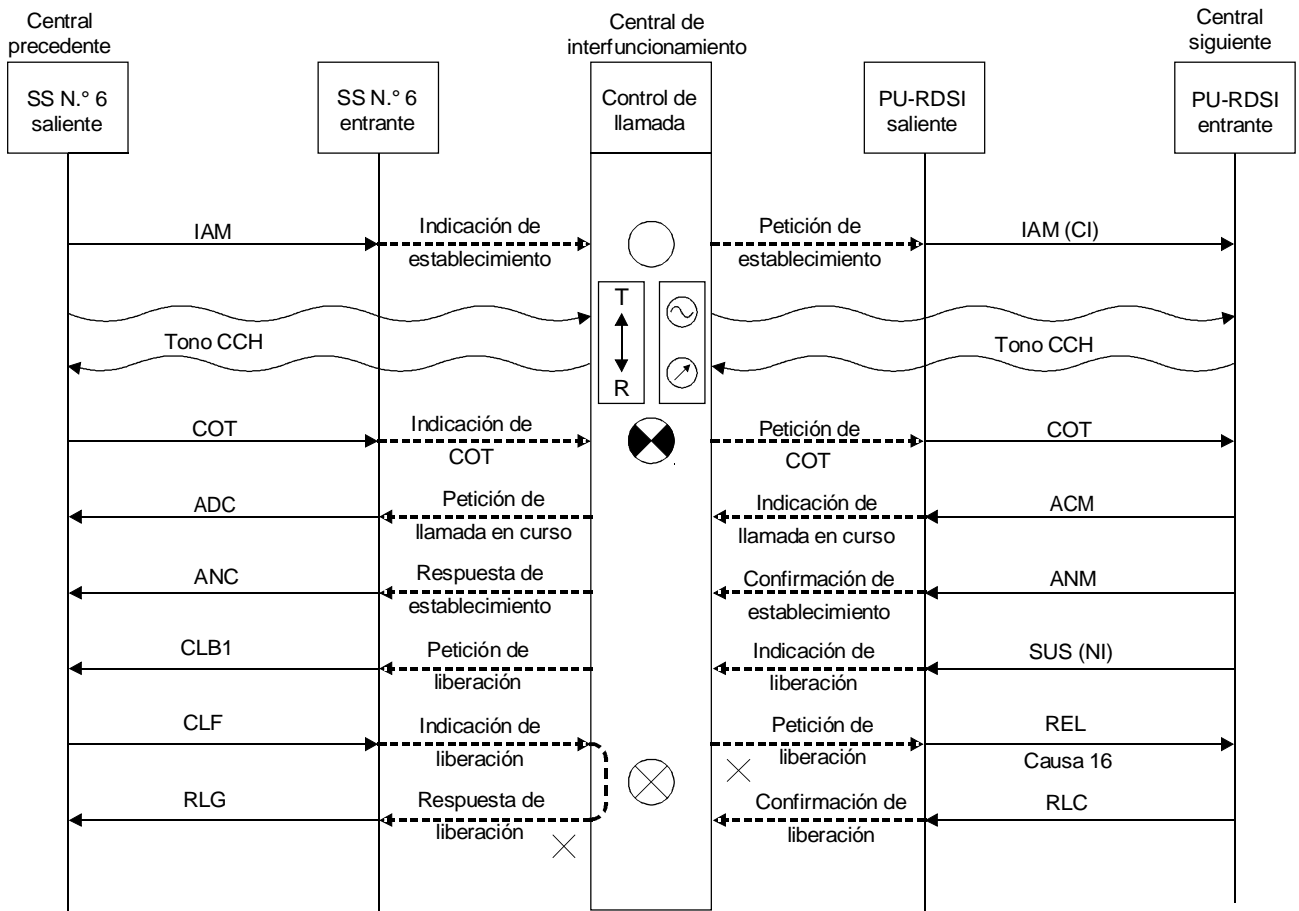 Central
precedente
Central de
interfuncionamiento
Central
siguiente
SS N.° 6
saliente
SS N.° 6
entrante
Control de
llamada
PU-RDSI
saliente
PU-RDSI
entrante
IAM
Indicación de
establecimiento
Petición de
establecimiento
IAM (CI)
T
R
Tono CCH
Tono CCH
COT
Indicación de
COT
Petición de
COT
COT
ADC
Petición de
llamada en curso
Indicación de
llamada en curso
ACM
ANC
Respuesta de
establecimiento
Confirmación de
establecimiento
ANM
CLB1
Petición de
liberación
Indicación de
liberación
SUS (NI)
CLF
Indicación de
liberación
Petición de
liberación
REL
Causa 16
RLG
Respuesta de
liberación
Confirmación de
liberación
RLC